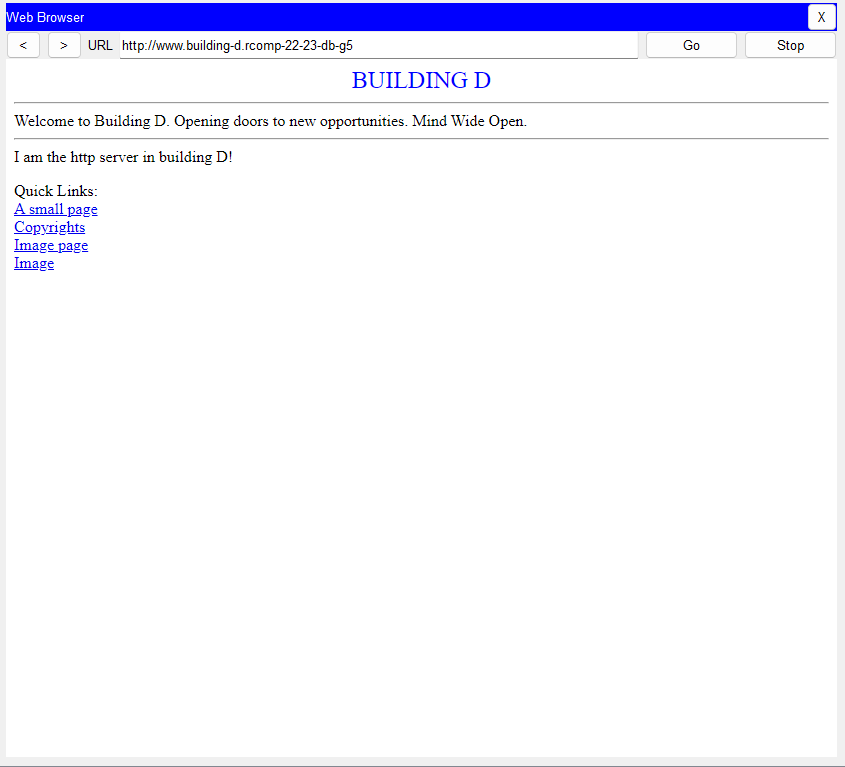 Web Browser X
< > URL http://www.building-d.rcomp-22-23-db-g5 Go Stop
BUILDING D
Welcome to Building D. Opening doors to new opportunities. Mind Wide Open.
I am the http server in building D!
Quick Links:
A small page
Copyrights
Image page
Image